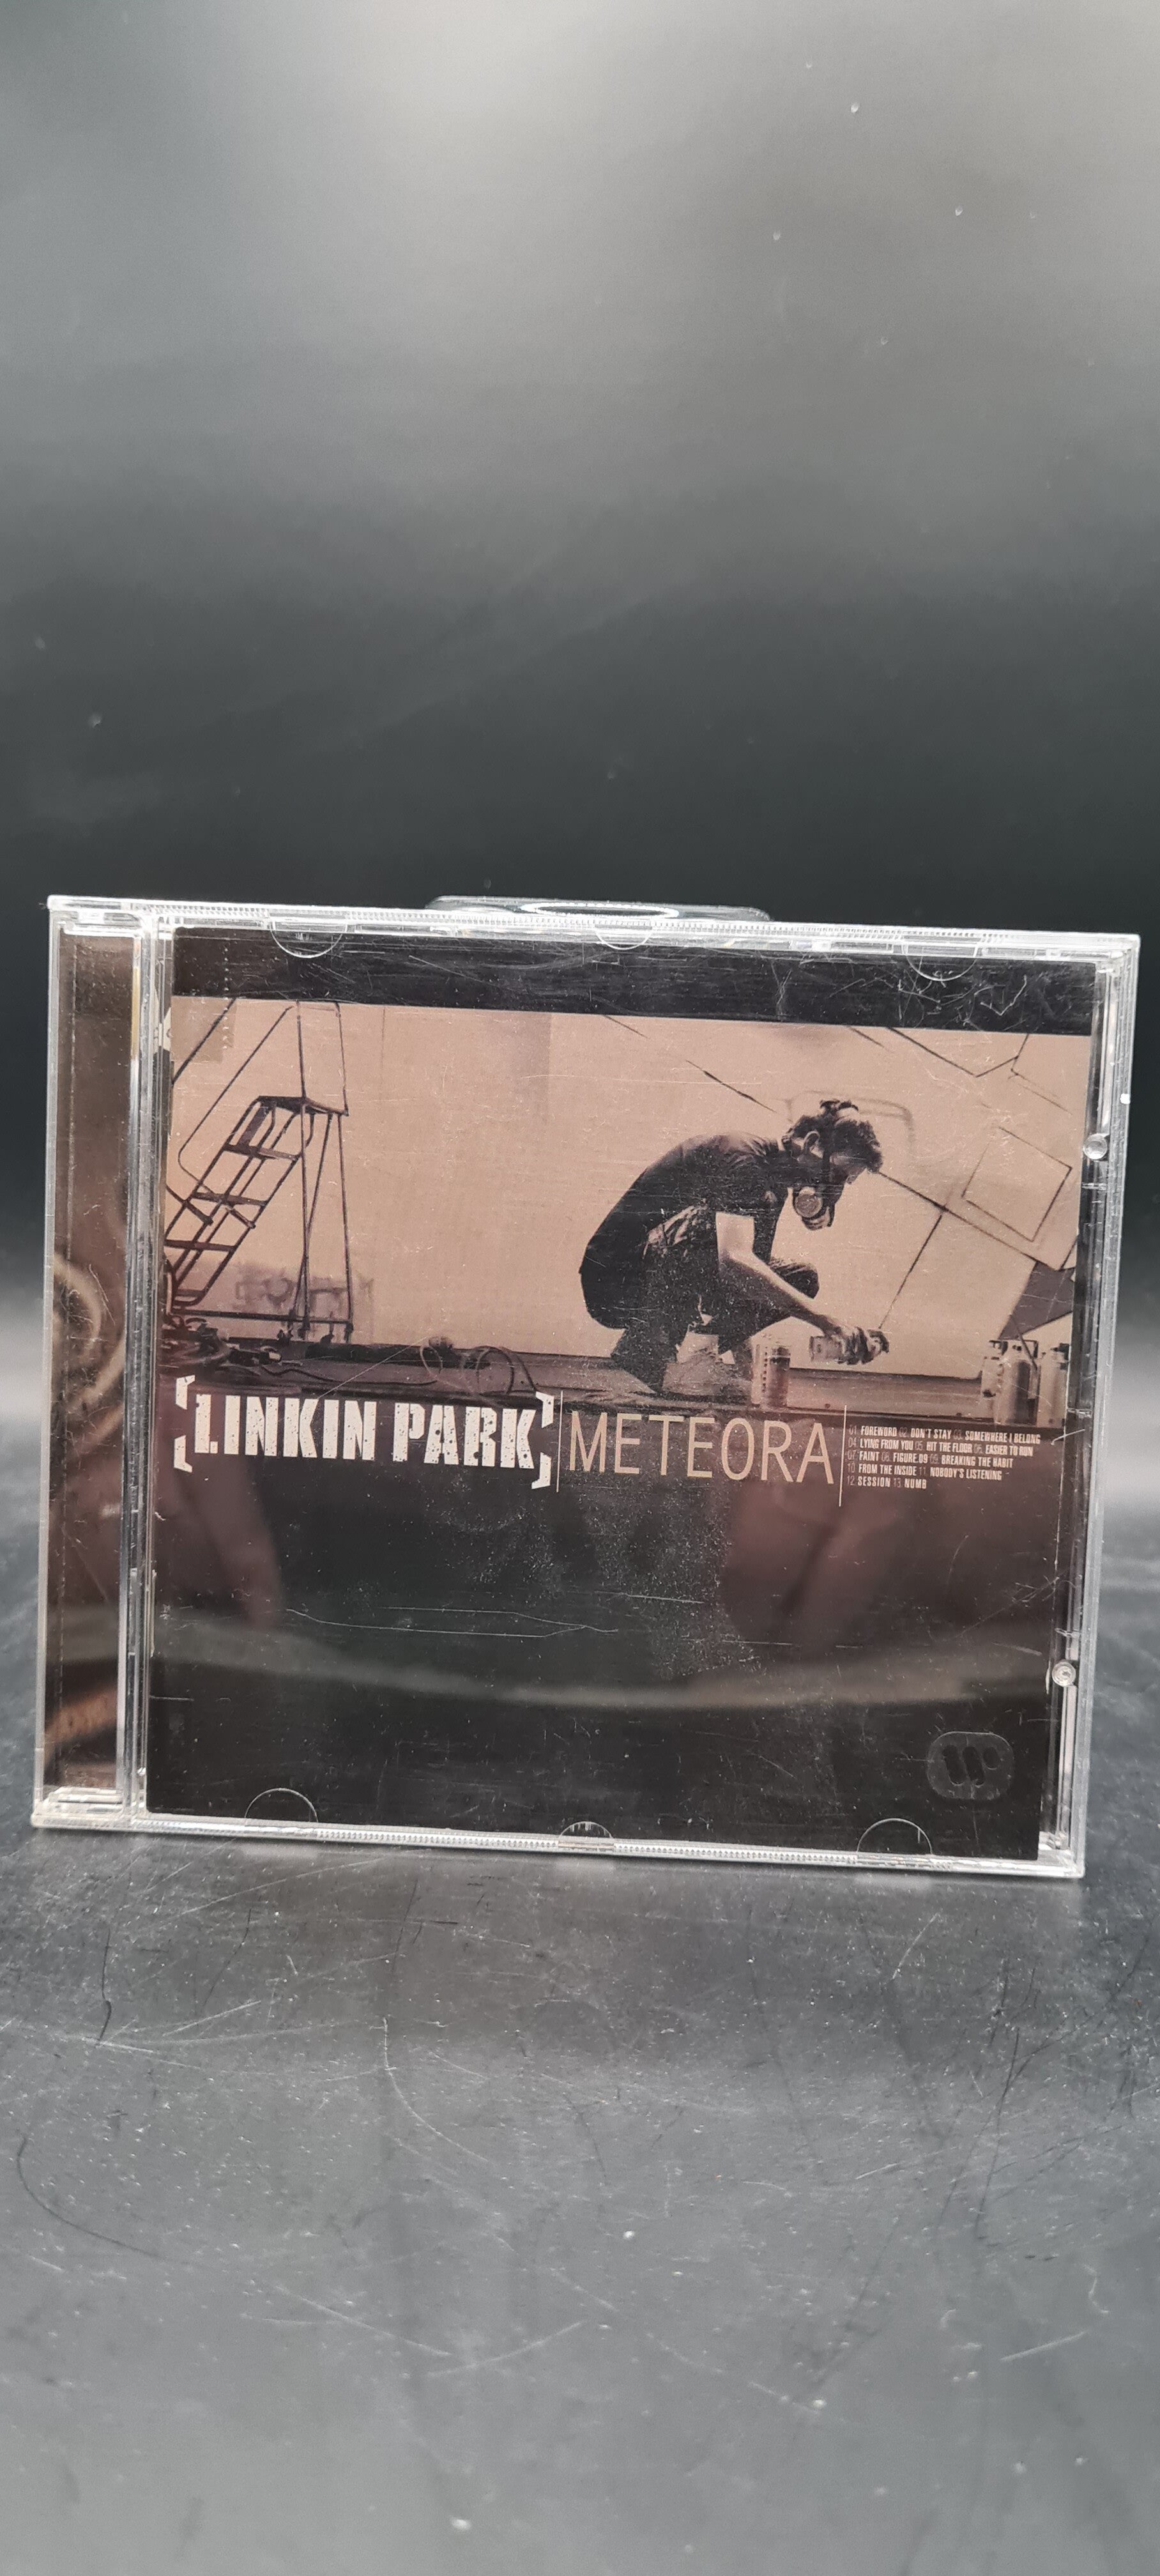 [LINKIN PARK] METEORA
01. FOREWORD 02. DON'T STAY 03. SOMEWHERE I BELONG
04. LYING FROM YOU 05. HIT THE FLOOR 06. EASIER TO RUN
07. FAINT 08. FIGURE.09 09. BREAKING THE HABIT
10. FROM THE INSIDE 11. NOBODY'S LISTENING
12. SESSION 13. NUMB